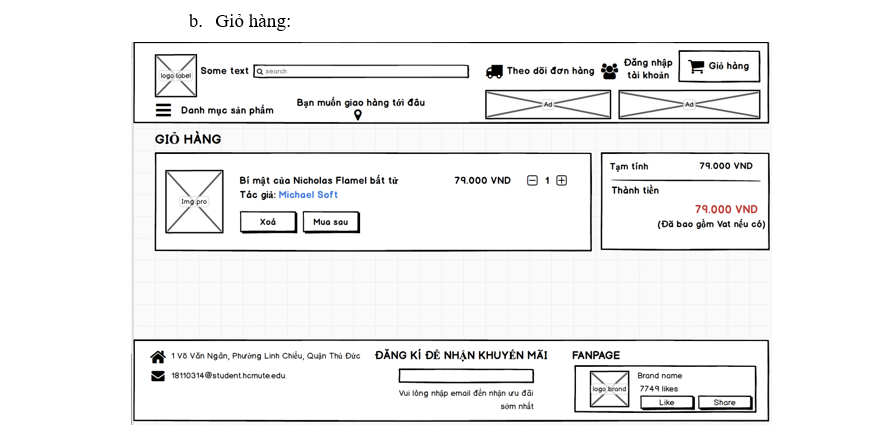 b. Giỏ hàng:
logo label
Some text
search
Theo dõi đơn hàng
Đăng nhập
tài khoản
Giỏ hàng
Danh mục sản phẩm
Bạn muốn giao hàng tới đâu
Ad
Ad
GIỎ HÀNG
Img pro
Bí mật của Nicholas Flamel bất tử
79.000 VND
1
Tác giả: Michael Soft
Xoá
Mua sau
Tạm tính 79.000 VND
Thành tiền
79.000 VND
(Đã bao gồm Vat nếu có)
1 Võ Văn Ngân, Phường Linh Chiểu, Quận Thủ Đức
18110314@student.hcmute.edu.
ĐĂNG KÍ ĐỂ NHẬN KHUYẾN MÃI
Vui lòng nhập email đến nhận ưu đãi
sớm nhất
FANPAGE
logo brand
Brand name
7749 likes
Like
Share